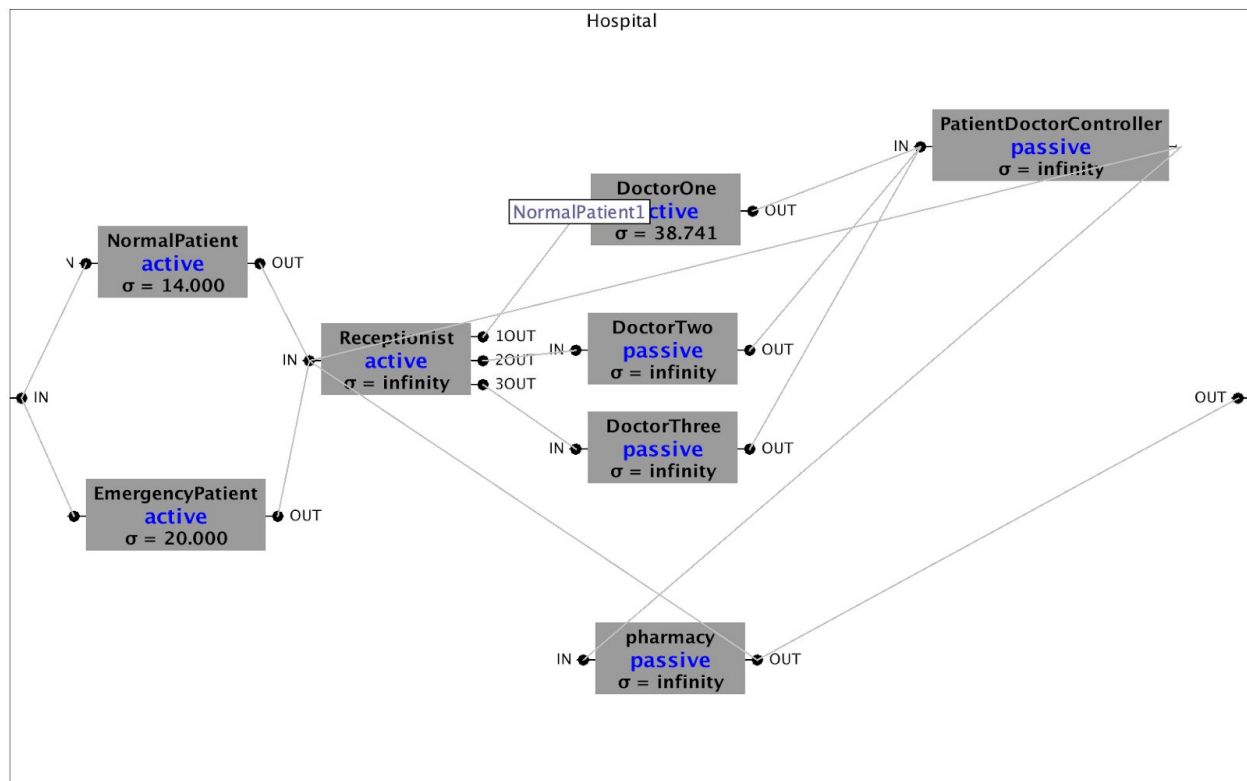 Hospital
PatientDoctorController
IN
passive
σ = infinity
DoctorOne
NormalPatient1
ctive
OUT
σ = 38.741
NormalPatient
N
active
OUT
σ = 14.000
Receptionist
1OUT
IN
active
2OUT
σ = infinity
3OUT
DoctorTwo
IN
passive
OUT
σ = infinity
IN
OUT
DoctorThree
IN
passive
OUT
σ = infinity
EmergencyPatient
active
OUT
σ = 20.000
pharmacy
IN
passive
OUT
σ = infinity